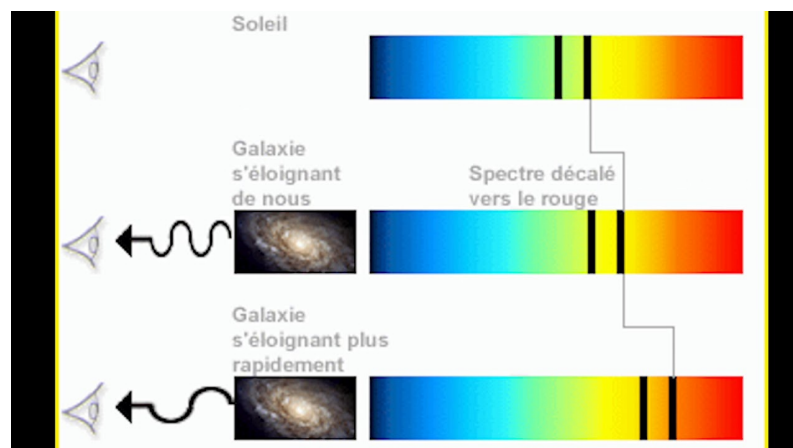 Soleil
Galaxie
s'éloignant
de nous
Spectre décalé
vers le rouge
Galaxie
s'éloignant plus
rapidement